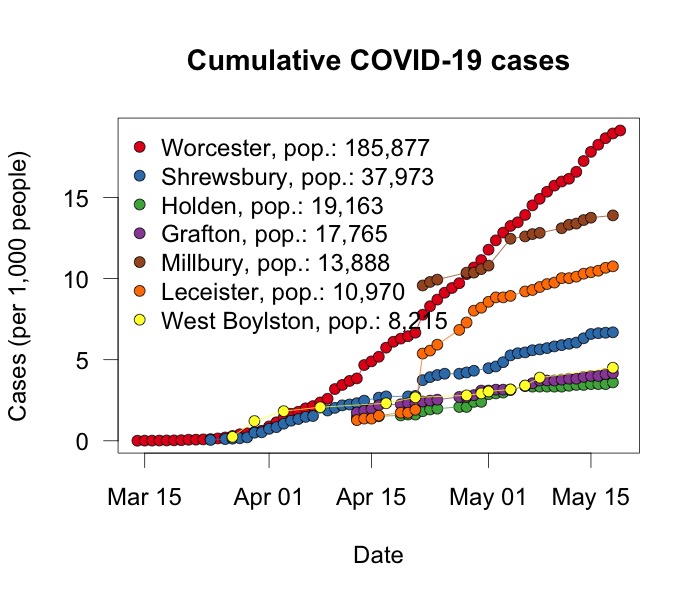 Cumulative COVID-19 cases
Worcester, pop.: 185,877
Shrewsbury, pop.: 37,973
Holden, pop.: 19,163
Grafton, pop.: 17,765
Millbury, pop.: 13,888
Leceister, pop.: 10,970
West Boylston, pop.: 8,215
Cases (per 1,000 people)
15
10
5
0
Mar 15 Apr 01 Apr 15 May 01 May 15
Date